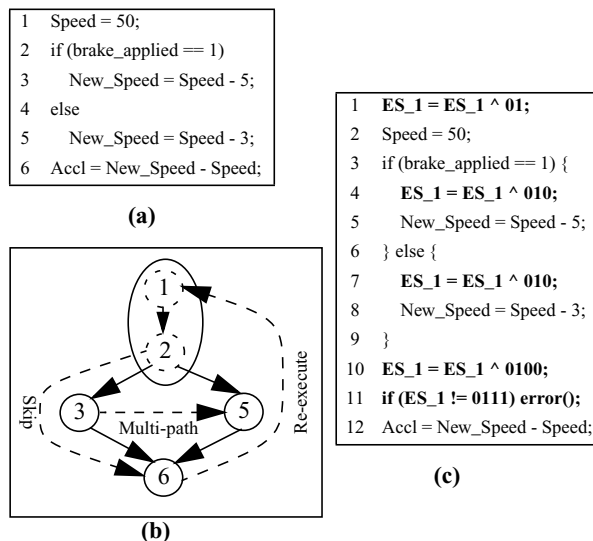 1 Speed = 50;
2 if (brake_applied == 1)
3 New_Speed = Speed - 5;
4 else
5 New_Speed = Speed - 3;
6 Accl = New_Speed - Speed;
(a)
1
2
3
5
6
Skip
Multi-path
Re-execute
(b)
1 ES_1 = ES_1 ^ 01;
2 Speed = 50;
3 if (brake_applied == 1) {
4 ES_1 = ES_1 ^ 010;
5 New_Speed = Speed - 5;
6 } else {
7 ES_1 = ES_1 ^ 010;
8 New_Speed = Speed - 3;
9 }
10 ES_1 = ES_1 ^ 0100;
11 if (ES_1 != 0111) error();
12 Accl = New_Speed - Speed;
(c)